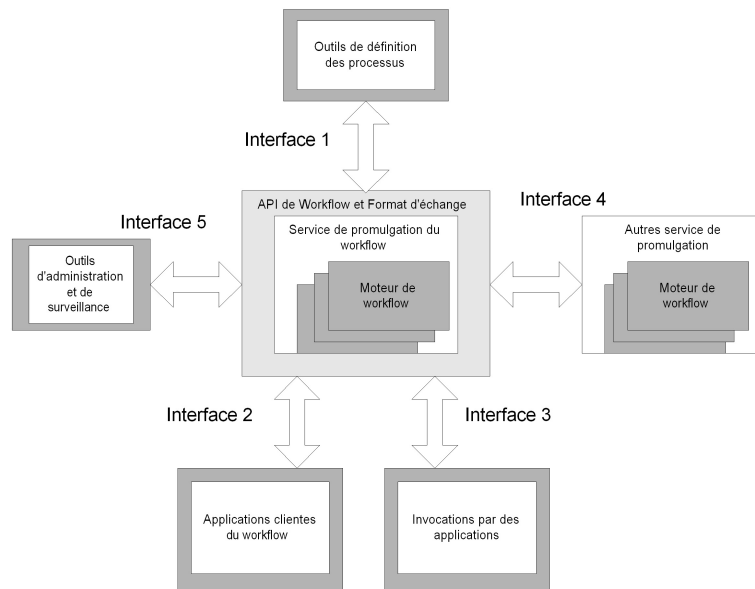 Outils de définition
des processus
Interface 1
API de Workflow et Format d'échange
Interface 4
Interface 5
Service de promulgation du
workflow
Autres service de
promulgation
Outils
d'administration
et de
surveillance
Moteur de
workflow
Moteur de
workflow
Interface 2
Interface 3
Applications clientes
du workflow
Invocations par des
applications